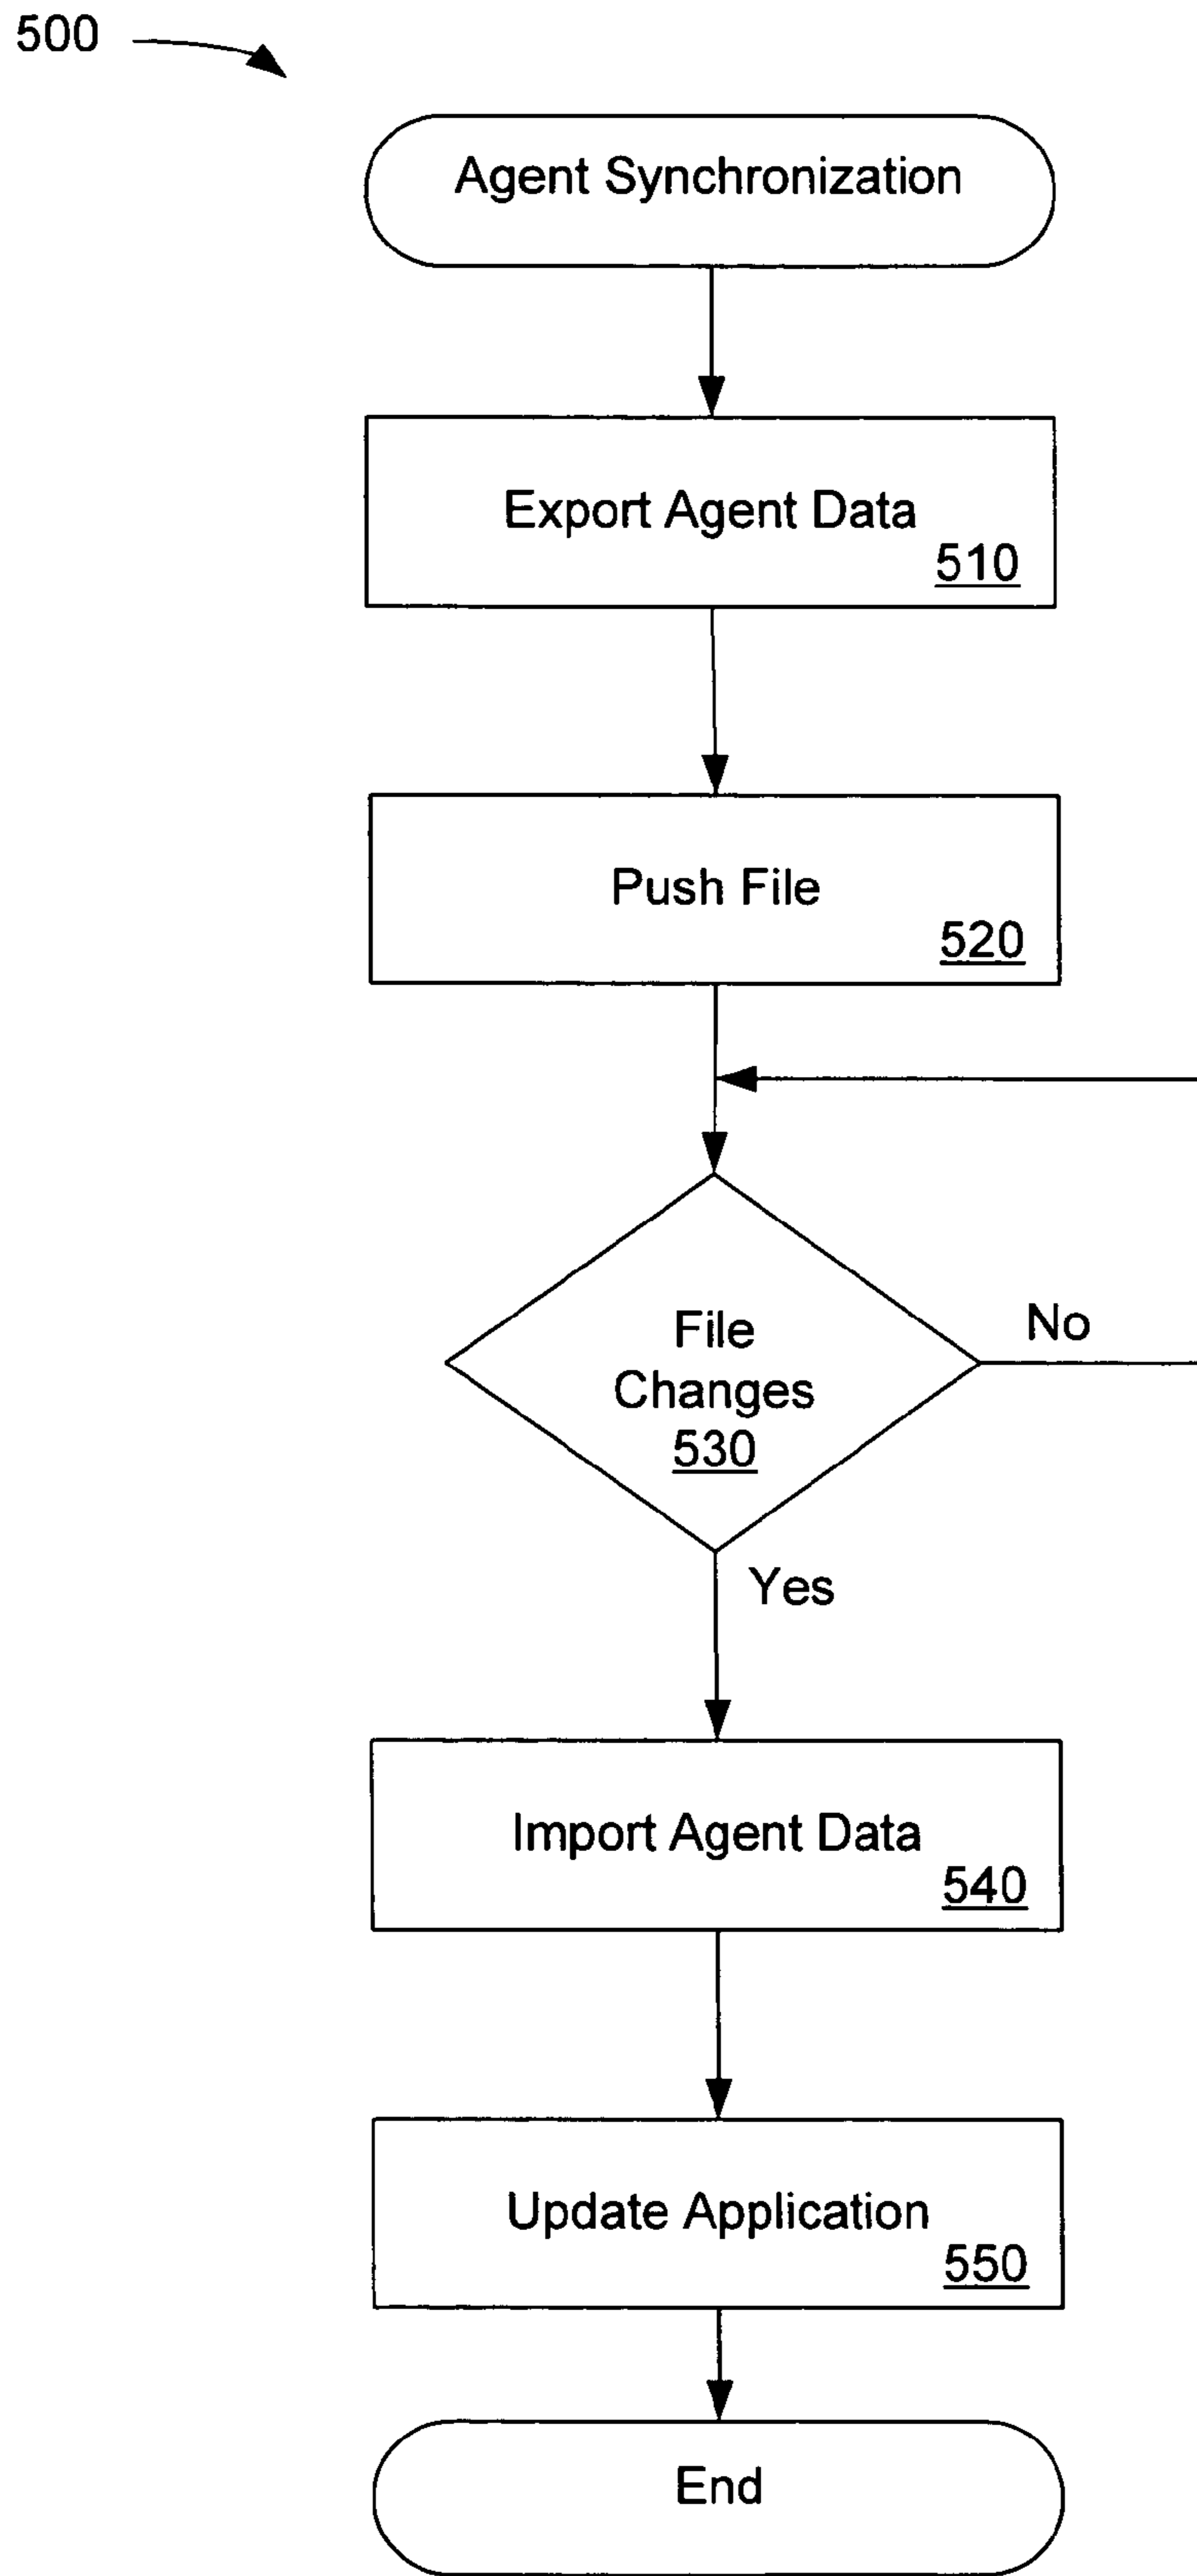 500
Agent Synchronization
Export Agent Data
510
Push File
520
File
Changes
530
No
Yes
Import Agent Data
540
Update Application
550
End